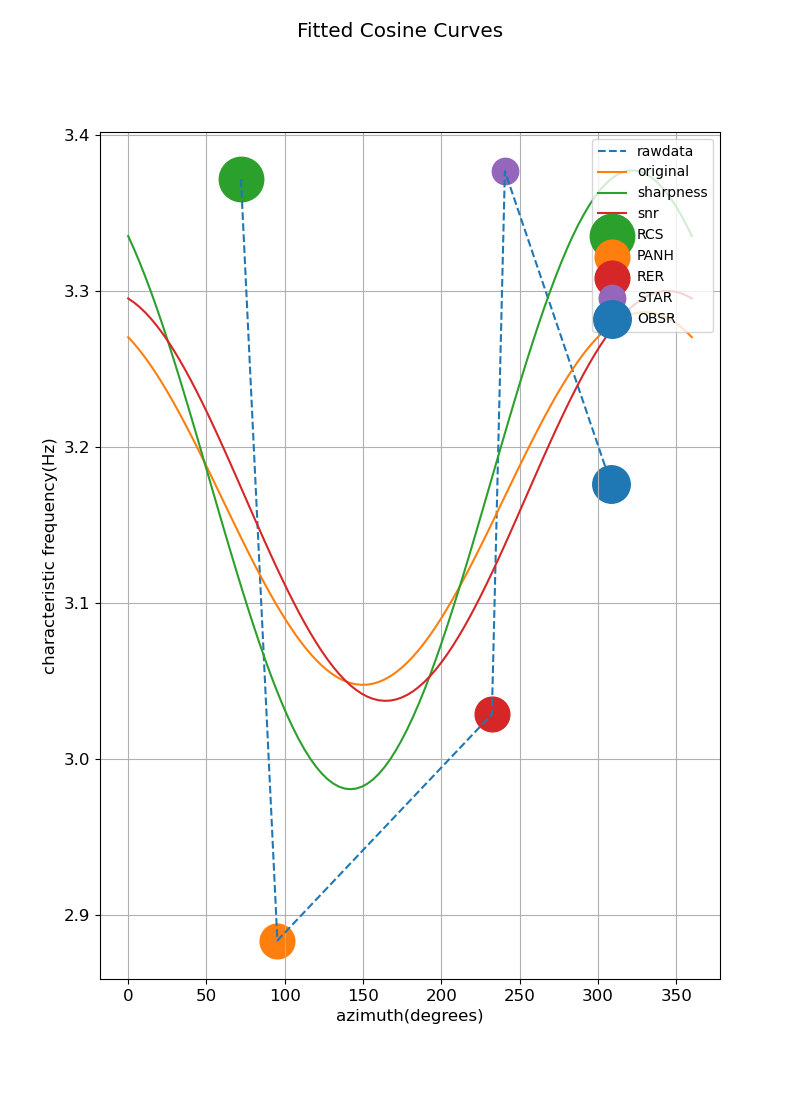 Fitted Cosine Curves
3.4
3.3
3.2
3.1
3.0
2.9
characteristic frequency(Hz)
0 50 100 150 200 250 300 350
azimuth(degrees)
rawdata
original
sharpness
snr
RCS
PANH
RER
STAR
OBSR